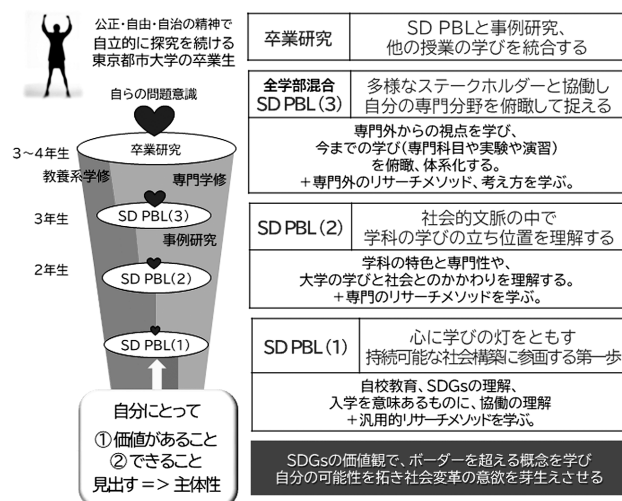 公正・自由・自治の精神で
自立的に探究を続ける
東京都市大学の卒業生
自らの問題意識
卒業研究
3～4年生
教養系学修
専門学修
SD PBL(3)
3年生
事例研究
2年生
SD PBL(2)
SD PBL(1)
自分にとって
①価値があること
②できること
見出す => 主体性
卒業研究
SD PBLと事例研究、
他の授業の学びを統合する
全学部混合
SD PBL(3)
多様なステークホルダーと協働し
自分の専門分野を俯瞰して捉える
専門外からの視点を学び、
今までの学び(専門科目や実験や演習)
を俯瞰、体系化する。
+専門外のリサーチメソッド、考え方を学ぶ。
SD PBL(2)
社会的文脈の中で
学科の学びの立ち位置を理解する
学科の特色と専門性や、
大学の学びと社会とのかかわりを理解する。
+専門のリサーチメソッドを学ぶ。
SD PBL(1)
心に学びの灯をともす
持続可能な社会構築に参画する第一歩
自校教育、SDGsの理解、
入学を意味あるものに、協働の理解
+汎用的リサーチメソッドを学ぶ。
SDGsの価値観で、ボーダーを超える概念を学び
自分の可能性を拓き社会変革の意欲を芽生えさせる